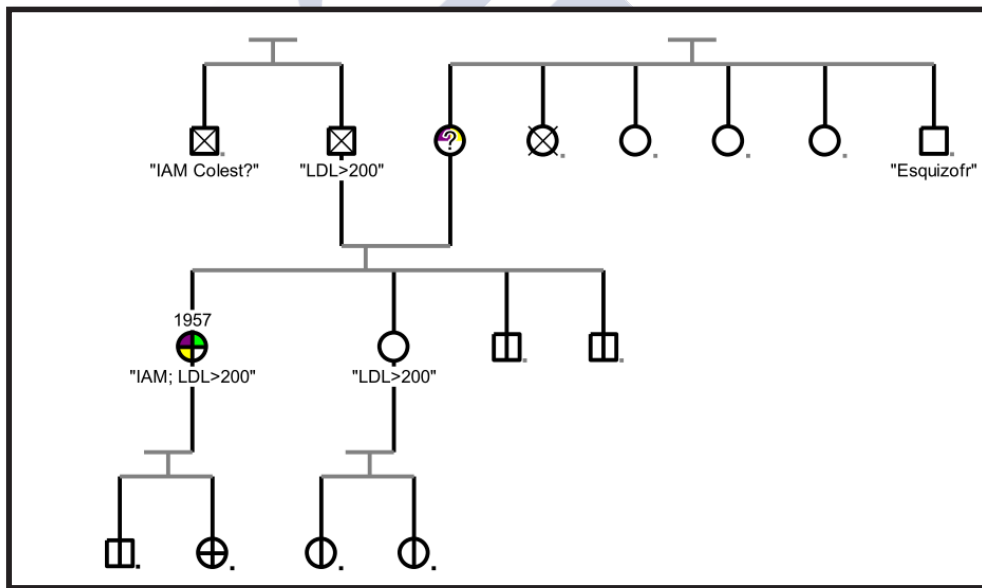 ?
"IAM Colest?"
"LDL>200"
"Esquizofr"
1957
"IAM; LDL>200"
"LDL>200"